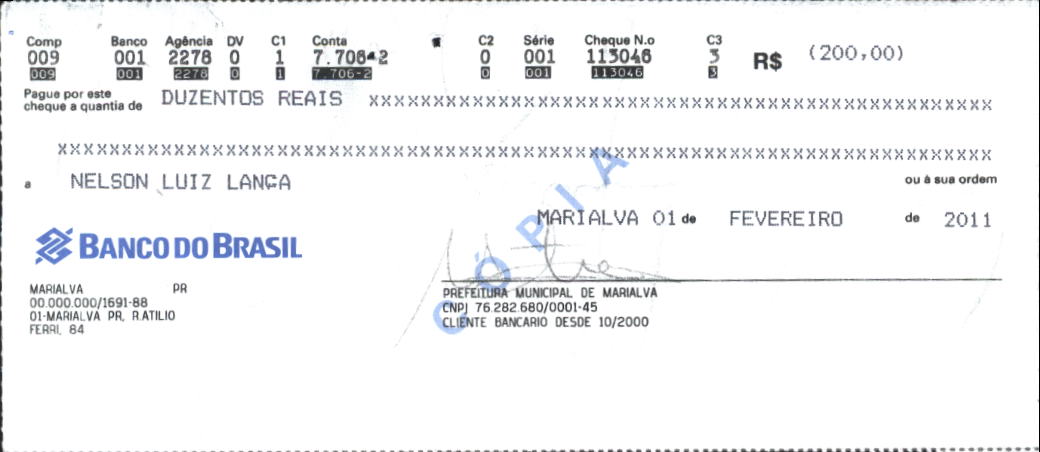 Comp Banco Agência DV C1 Conta C2 Série Cheque N.o C3
009 001 2278 0 1 7.706-2 0 001 113046 3 R$ (200,00)
009 001 2278 0 1 7.706-2 0 001 113046 3
Pague por este
cheque a quantia de DUZENTOS REAIS xxxxxxxxxxxxxxxxxxxxxxxxxxxxxxxxxxxxxxxxxxxxxxxx
xxxxxxxxxxxxxxxxxxxxxxxxxxxxxxxxxxxxxxxxxxxxxxxxxxxxxxxxxxxxxxxxxxxxxxxx
a NELSON LUIZ LANÇA ou à sua ordem
MARIALVA 01 de FEVEREIRO de 2011
CÓPIA
BANCO DO BRASIL
MARIALVA PR
00.000.000/1691-88
01-MARIALVA PR, R.ATILIO
FERRI, 84
PREFEITURA MUNICIPAL DE MARIALVA
CNPJ 76.282.680/0001-45
CLIENTE BANCARIO DESDE 10/2000